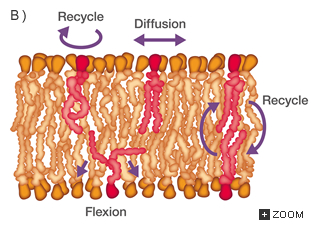 B )
Recycle
Diffusion
Recycle
Flexion
+ ZOOM